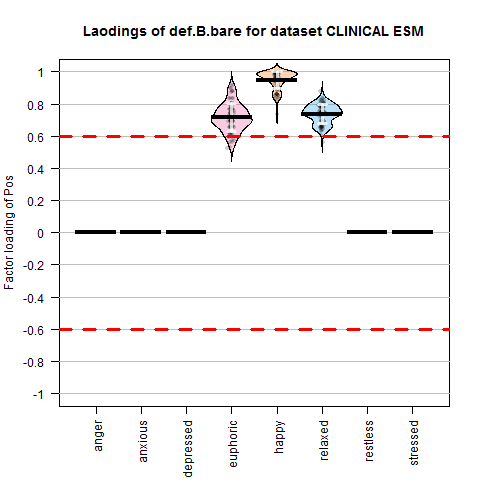 Laodings of def.B.bare for dataset CLINICAL ESM
Factor loading of Pos
1
0.8
0.6
0.4
0.2
0
-0.2
-0.4
-0.6
-0.8
-1
anger
anxious
depressed
euphoric
happy
relaxed
restless
stressed